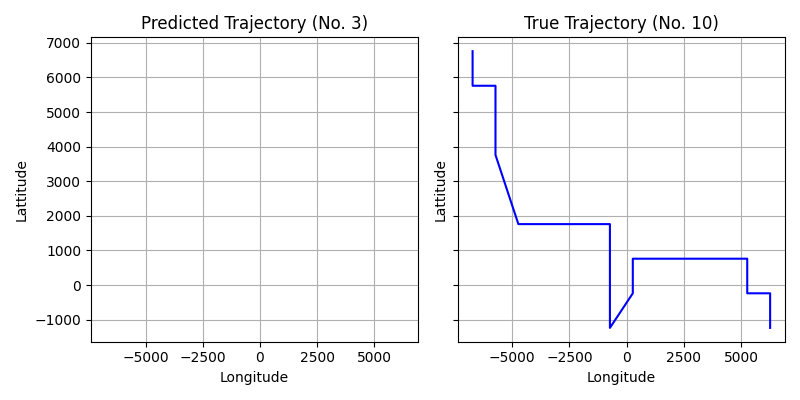 Predicted Trajectory (No. 3)
True Trajectory (No. 10)
7000
6000
5000
4000
3000
2000
1000
0
−1000
Lattitude
Lattitude
−5000 −2500 0 2500 5000
−5000 −2500 0 2500 5000
Longitude
Longitude